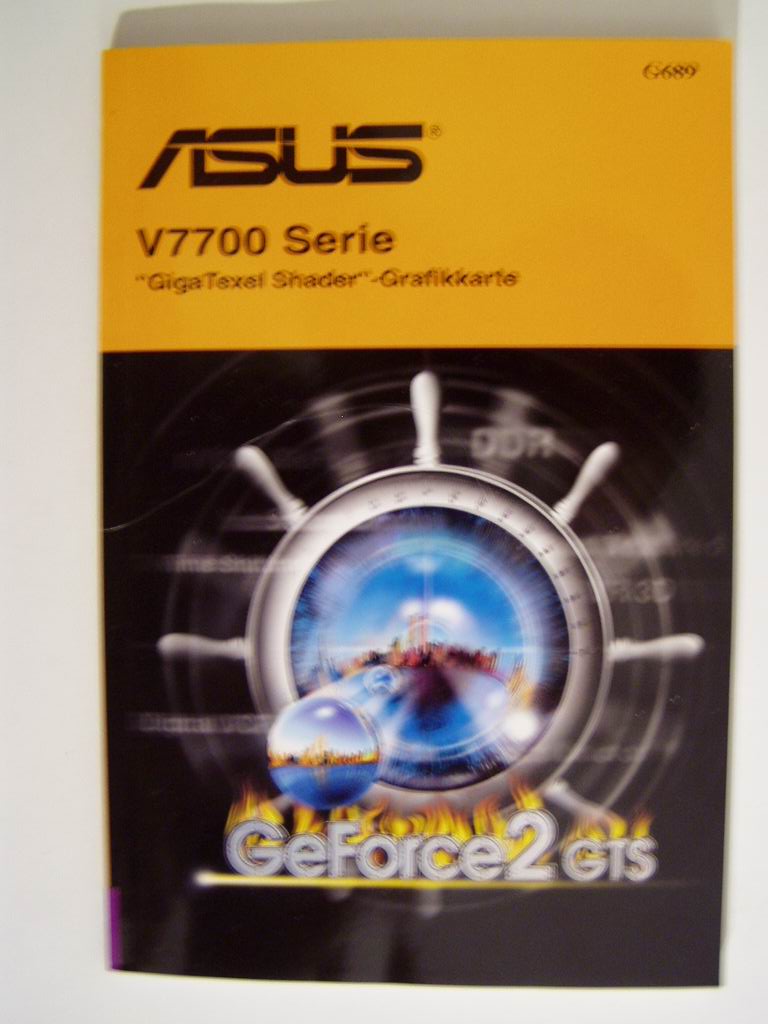 G689
ASUS®
V7700 Serie
"GigaTexel Shader"-Grafikkarte
DDR
GeForce2 GTS